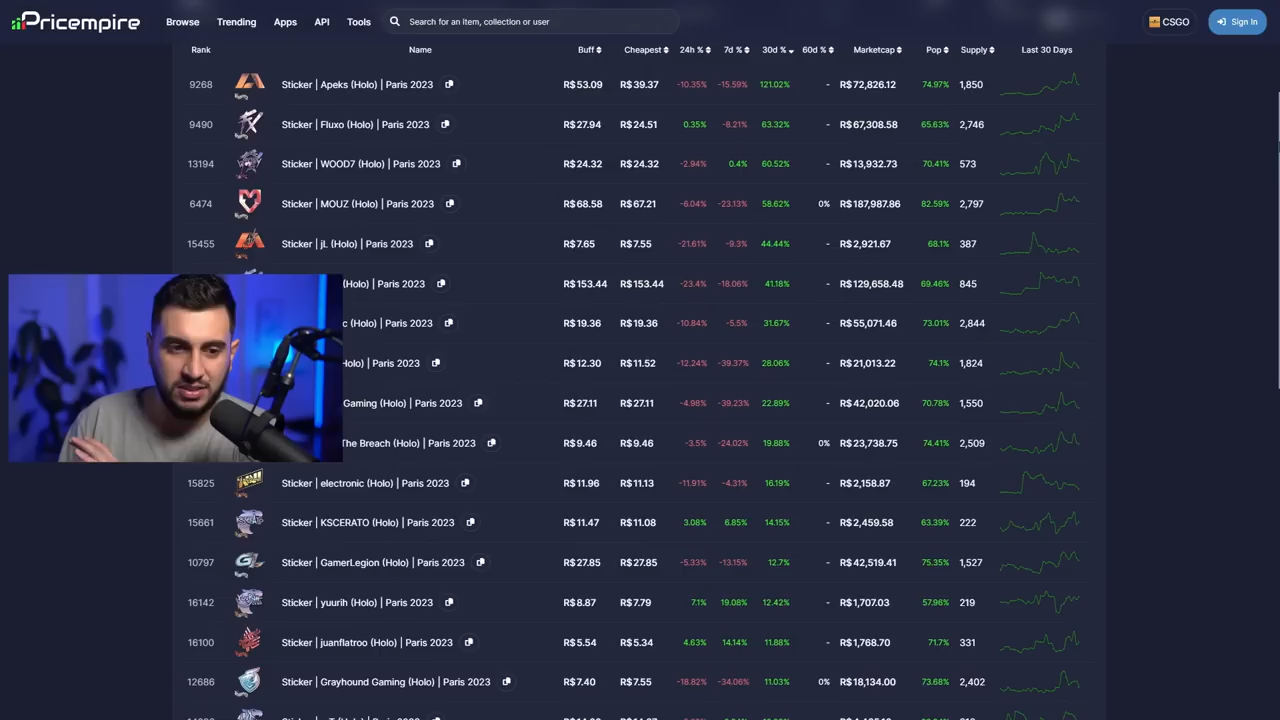 Pricempire Browse Trending Apps API Tools Search for an item, collection or user CSGO Sign In
Rank Name Buff Cheapest 24h % 7d % 30d % 60d % Marketcap Pop Supply Last 30 Days
9268 Sticker | Apeks (Holo) | Paris 2023 R$53.09 R$39.37 -10.35% -15.59% 121.02% - R$72,826.12 74.97% 1,850
9490 Sticker | Fluxo (Holo) | Paris 2023 R$27.94 R$24.51 0.35% -8.21% 63.32% - R$67,308.58 65.63% 2,746
13194 Sticker | WOOD7 (Holo) | Paris 2023 R$24.32 R$24.32 -2.94% 0.4% 60.52% - R$13,932.73 70.41% 573
6474 Sticker | MOUZ (Holo) | Paris 2023 R$68.58 R$67.21 -6.04% -23.13% 58.62% 0% R$187,987.86 82.59% 2,797
15455 Sticker | jL (Holo) | Paris 2023 R$7.65 R$7.55 -21.61% -9.3% 44.44% - R$2,921.67 68.1% 387
(Holo) | Paris 2023 R$153.44 R$153.44 -23.4% -18.06% 41.18% - R$129,658.48 69.46% 845
c (Holo) | Paris 2023 R$19.36 R$19.36 -10.84% -5.5% 31.67% - R$55,071.46 73.01% 2,844
(Holo) | Paris 2023 R$12.30 R$11.52 -12.24% -39.37% 28.06% - R$21,013.22 74.1% 1,824
Gaming (Holo) | Paris 2023 R$27.11 R$27.11 -4.98% -39.23% 22.89% - R$42,020.06 70.78% 1,550
The Breach (Holo) | Paris 2023 R$9.46 R$9.46 -3.5% -24.02% 19.88% 0% R$23,738.75 74.41% 2,509
15825 Sticker | electronic (Holo) | Paris 2023 R$11.96 R$11.13 -11.91% -4.31% 16.19% - R$2,158.87 67.23% 194
15661 Sticker | KSCERATO (Holo) | Paris 2023 R$11.47 R$11.08 3.08% 6.85% 14.15% - R$2,459.58 63.39% 222
10797 Sticker | GamerLegion (Holo) | Paris 2023 R$27.85 R$27.85 -5.33% -13.15% 12.7% - R$42,519.41 75.35% 1,527
16142 Sticker | yuurih (Holo) | Paris 2023 R$8.87 R$7.79 7.1% 19.08% 12.42% - R$1,707.03 57.96% 219
16100 Sticker | juanflatroo (Holo) | Paris 2023 R$5.54 R$5.34 4.63% 14.14% 11.88% - R$1,768.70 71.7% 331
12686 Sticker | Grayhound Gaming (Holo) | Paris 2023 R$7.40 R$7.55 -18.82% -34.06% 11.03% 0% R$18,134.00 73.68% 2,402